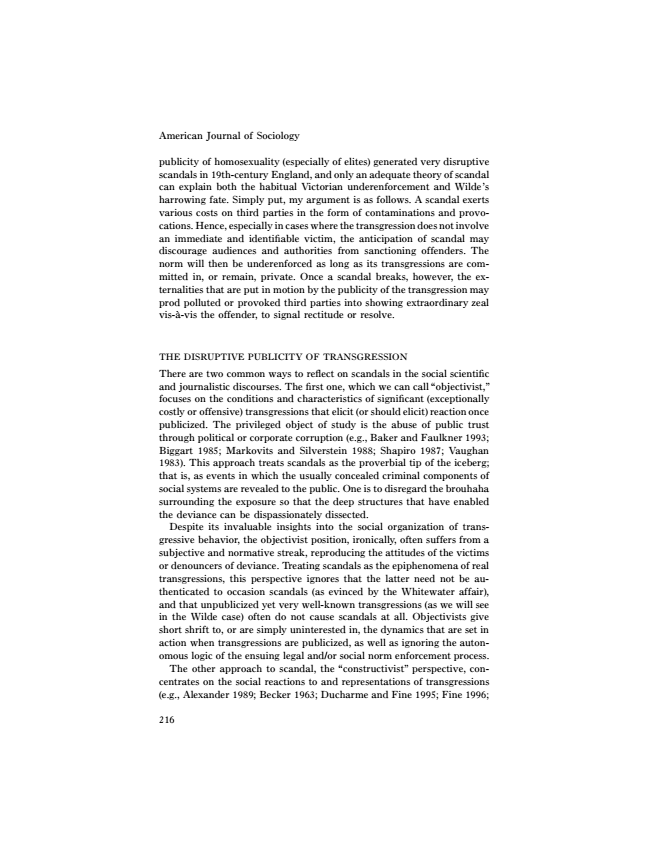 American Journal of Sociology
publicity of homosexuality (especially of elites) generated very disruptive
scandals in 19th-century England, and only an adequate theory of scandal
can explain both the habitual Victorian underenforcement and Wilde's
harrowing fate. Simply put, my argument is as follows. A scandal exerts
various costs on third parties in the form of contaminations and provo-
cations. Hence, especially in cases where the transgression does not involve
an immediate and identifiable victim, the anticipation of scandal may
discourage audiences and authorities from sanctioning offenders. The
norm will then be underenforced as long as its transgressions are com-
mitted in, or remain, private. Once a scandal breaks, however, the ex-
ternalities that are put in motion by the publicity of the transgression may
prod polluted or provoked third parties into showing extraordinary zeal
vis-à-vis the offender, to signal rectitude or resolve.
THE DISRUPTIVE PUBLICITY OF TRANSGRESSION
There are two common ways to reflect on scandals in the social scientific
and journalistic discourses. The first one, which we can call “objectivist,”
focuses on the conditions and characteristics of significant (exceptionally
costly or offensive) transgressions that elicit (or should elicit) reaction once
publicized. The privileged object of study is the abuse of public trust
through political or corporate corruption (e.g., Baker and Faulkner 1993;
Biggart 1985; Markovits and Silverstein 1988; Shapiro 1987; Vaughan
1983). This approach treats scandals as the proverbial tip of the iceberg;
that is, as events in which the usually concealed criminal components of
social systems are revealed to the public. One is to disregard the brouhaha
surrounding the exposure so that the deep structures that have enabled
the deviance can be dispassionately dissected.
Despite its invaluable insights into the social organization of trans-
gressive behavior, the objectivist position, ironically, often suffers from a
subjective and normative streak, reproducing the attitudes of the victims
or denouncers of deviance. Treating scandals as the epiphenomena of real
transgressions, this perspective ignores that the latter need not be au-
thenticated to occasion scandals (as evinced by the Whitewater affair),
and that unpublicized yet very well-known transgressions (as we will see
in the Wilde case) often do not cause scandals at all. Objectivists give
short shrift to, or are simply uninterested in, the dynamics that are set in
action when transgressions are publicized, as well as ignoring the auton-
omous logic of the ensuing legal and/or social norm enforcement process.
The other approach to scandal, the “constructivist” perspective, con-
centrates on the social reactions to and representations of transgressions
(e.g., Alexander 1989; Becker 1963; Ducharme and Fine 1995; Fine 1996;
216